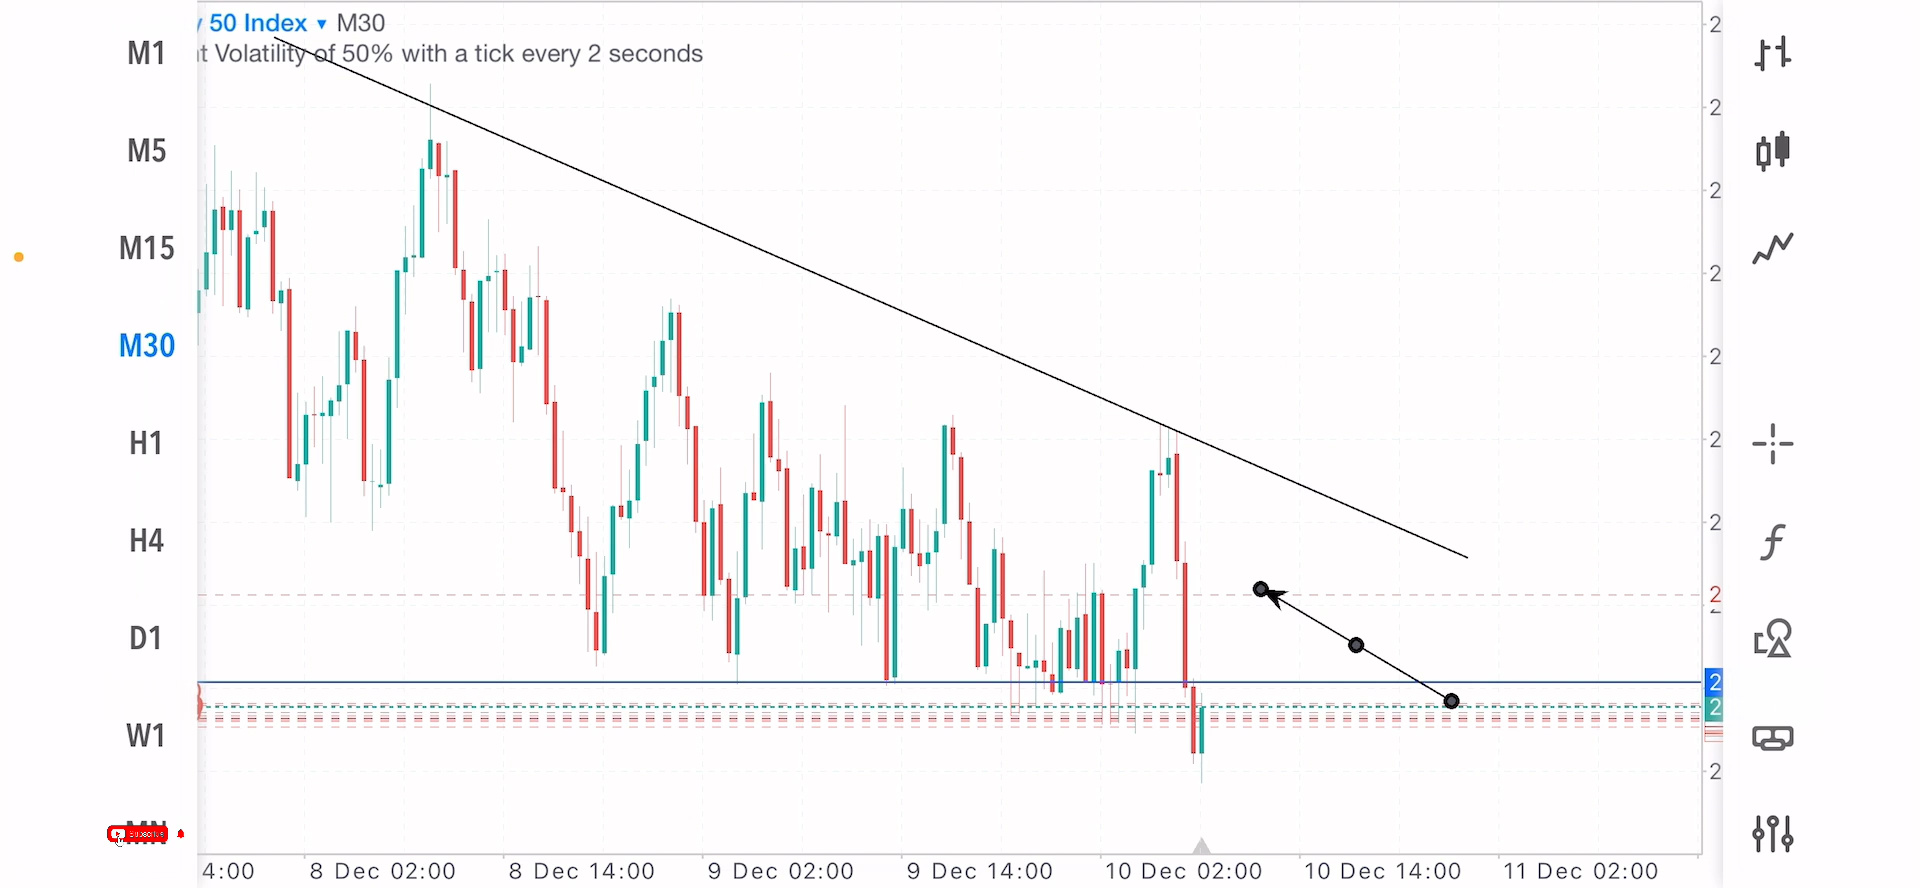 50 Index ▾ M30
t Volatility of 50% with a tick every 2 seconds
M1
M5
M15
M30
H1
H4
D1
W1
MN
Subscribe
2
2
2
2
2
2
2
2
2
2
2
4:00
8 Dec 02:00
8 Dec 14:00
9 Dec 02:00
9 Dec 14:00
10 Dec 02:00
10 Dec 14:00
11 Dec 02:00